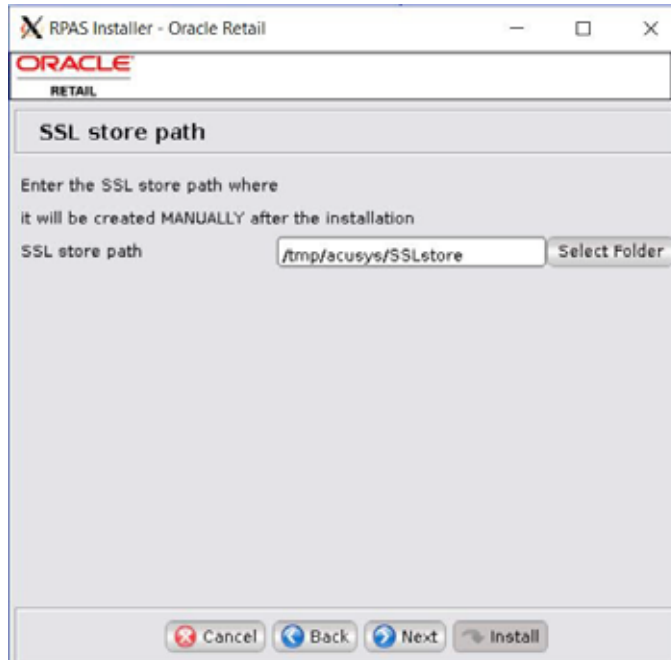 RPAS Installer - Oracle Retail
ORACLE
RETAIL
SSL store path
Enter the SSL store path where
it will be created MANUALLY after the installation
SSL store path /tmp/acusys/SSLstore Select Folder
Cancel Back Next Install